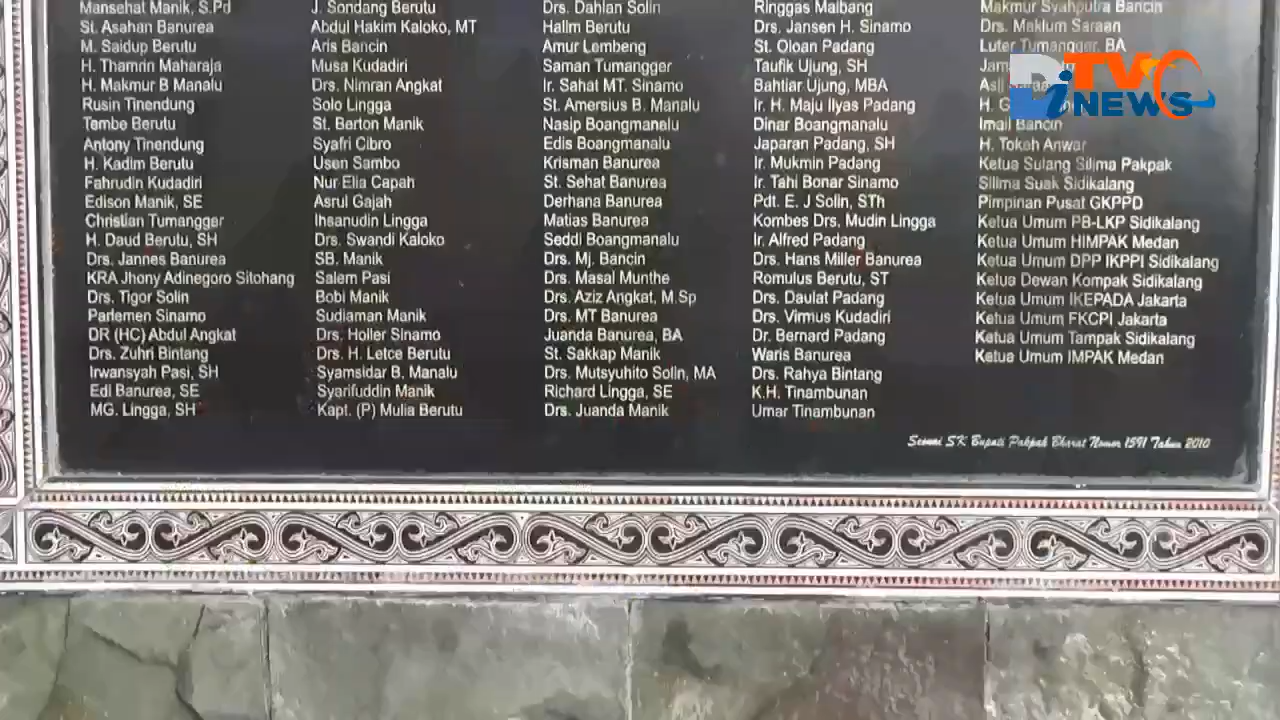 Mansehat Manik, S.Pd
St. Asahan Banurea
M. Saidup Berutu
H. Thamrin Maharaja
H. Makmur B Manalu
Rusin Tinendung
Tembe Berutu
Antony Tinendung
H. Kadim Berutu
Fahrudin Kudadiri
Edison Manik, SE
Christian Tumangger
H. Daud Berutu, SH
Drs. Jannes Banurea
KRA Jhony Adinegoro Sitohang
Drs. Tigor Solin
Parlemen Sinamo
DR (HC) Abdul Angkat
Drs. Zuhri Bintang
Irwansyah Pasi, SH
Edi Banurea, SE
MG. Lingga, SH
J. Sondang Berutu
Abdul Hakim Kaloko, MT
Aris Bancin
Musa Kudadiri
Drs. Nimran Angkat
Solo Lingga
St. Berton Manik
Syafri Cibro
Usen Sambo
Nur Elia Capah
Asrul Gajah
Ihsanudin Lingga
Drs. Swandi Kaloko
SB. Manik
Salem Pasi
Bobi Manik
Sudiaman Manik
Drs. Holler Sinamo
Drs. H. Letce Berutu
Syamsidar B. Manalu
Syarifuddin Manik
Kapt. (P) Mulia Berutu
Drs. Dahlan Solin
Halim Berutu
Amur Lembeng
Saman Tumangger
Ir. Sahat MT. Sinamo
St. Amersius B. Manalu
Nasip Boangmanalu
Edis Boangmanalu
Krisman Banurea
St. Sehat Banurea
Derhana Banurea
Matias Banurea
Seddi Boangmanalu
Drs. Mj. Bancin
Drs. Masal Munthe
Drs. Aziz Angkat, M.Sp
Drs. MT Banurea
Juanda Banurea, BA
St. Sakkap Manik
Drs. Mutsyuhito Solin, MA
Richard Lingga, SE
Drs. Juanda Manik
Ringgas Maibang
Drs. Jansen H. Sinamo
St. Oloan Padang
Taufik Ujung, SH
Bahtiar Ujung, MBA
Ir. H. Maju Ilyas Padang
Dinar Boangmanalu
Japaran Padang, SH
Ir. Mukmin Padang
Ir. Tahi Bonar Sinamo
Pdt. E. J Solin, STh
Kombes Drs. Mudin Lingga
Ir. Alfred Padang
Drs. Hans Miller Banurea
Romulus Berutu, ST
Drs. Daulat Padang
Drs. Virmus Kudadiri
Dr. Bernard Padang
Waris Banurea
Drs. Rahya Bintang
K.H. Tinambunan
Umar Tinambunan
Makmur Syahputra Bancin
Drs. Maklum Saraan
Luter Tumangger, BA
H.
Imail Bancin
H. Tokoh Anwar
Ketua Sulang Silima Pakpak
Silima Suak Sidikalang
Pimpinan Pusat GKPPD
Ketua Umum PB-LKP Sidikalang
Ketua Umum HIMPAK Medan
Ketua Umum DPP IKPPI Sidikalang
Ketua Dewan Kompak Sidikalang
Ketua Umum IKEPADA Jakarta
Ketua Umum FKCPI Jakarta
Ketua Umum Tampak Sidikalang
Ketua Umum IMPAK Medan
Sesuai SK Bupati Pakpak Bharat Nomor 1591 Tahun 2010
TV
NEWS